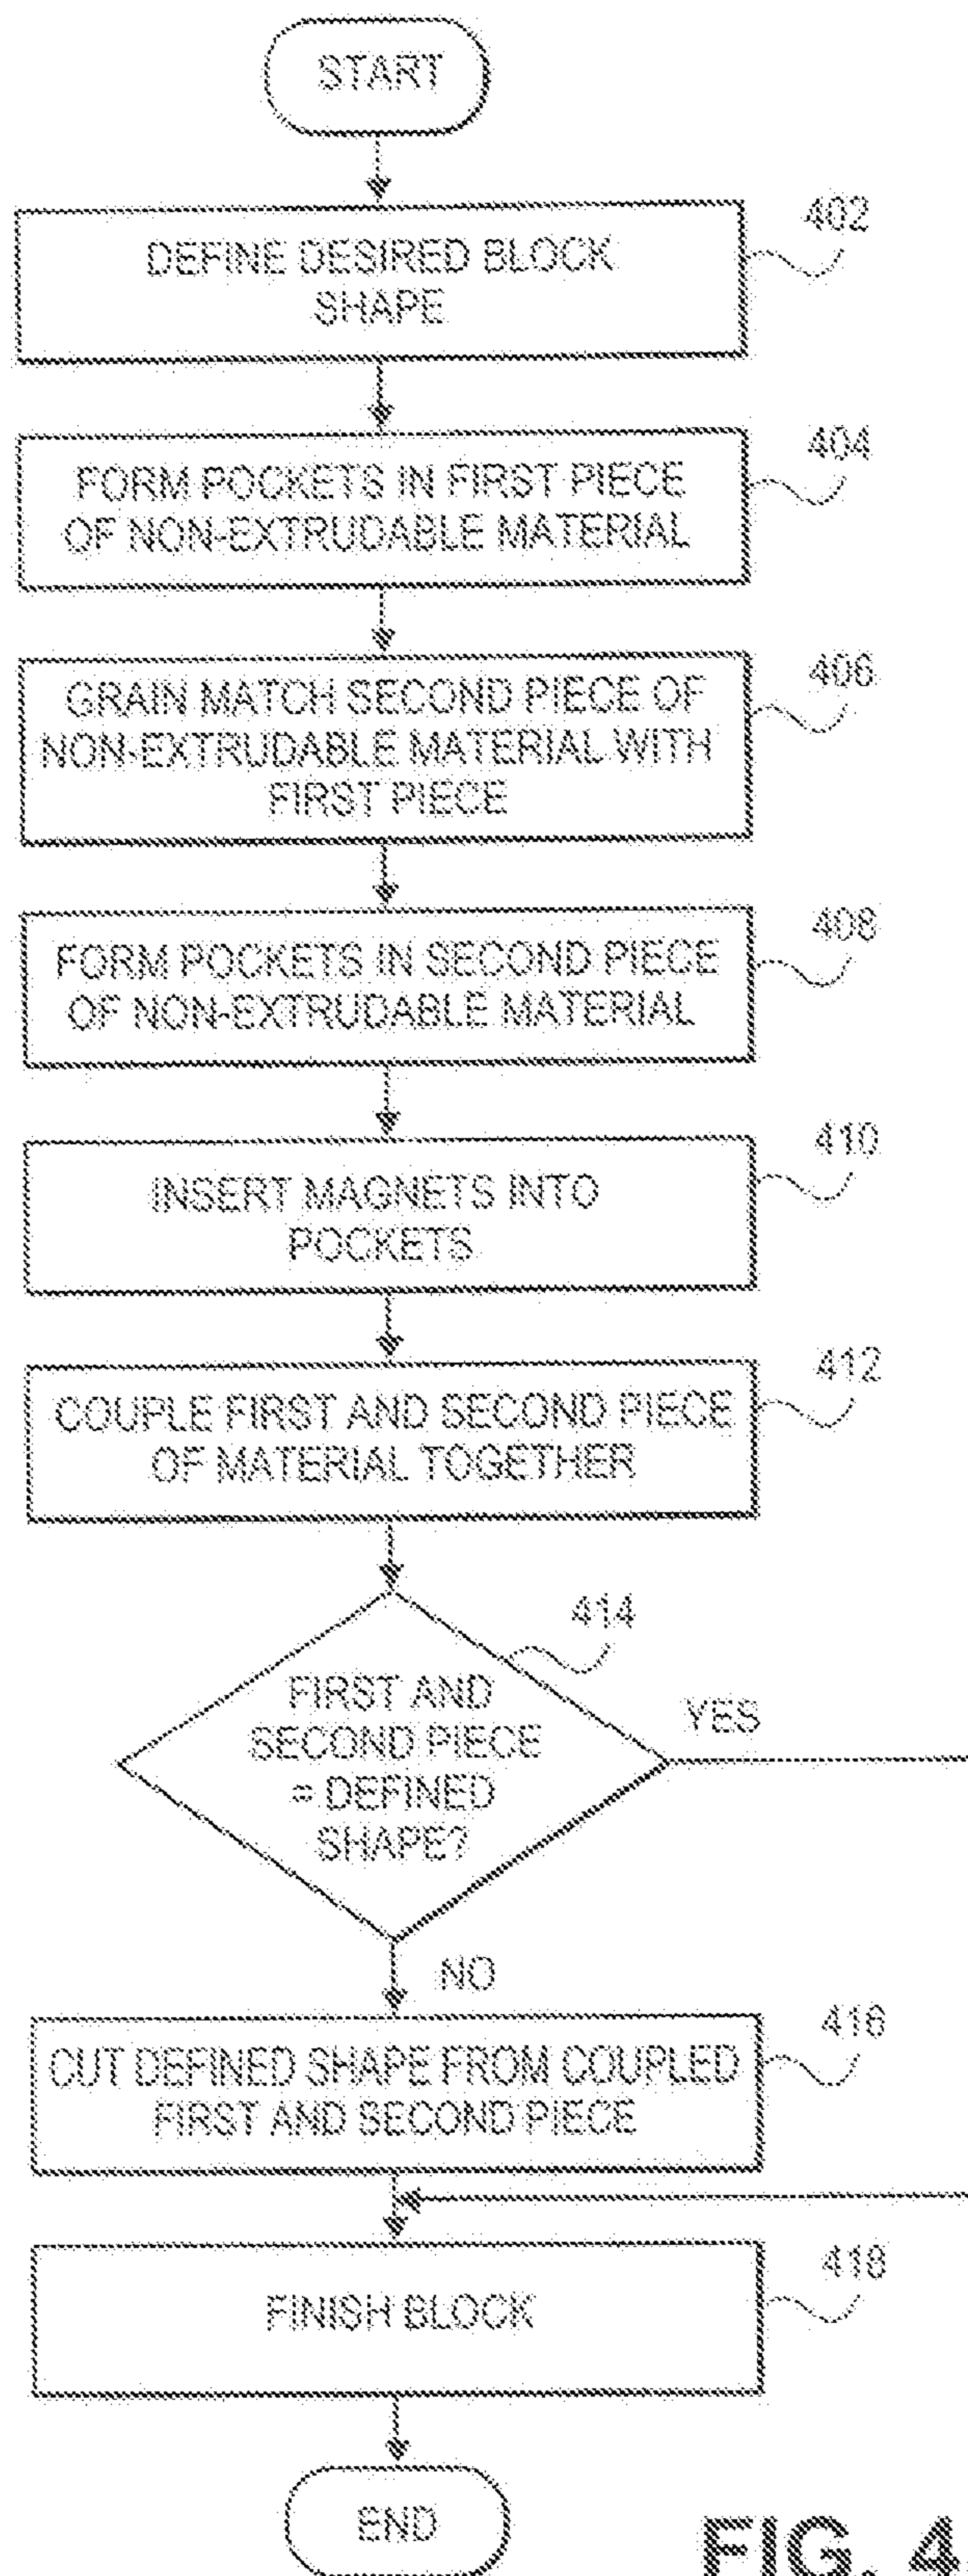 START
402
DEFINE DESIRED BLOCK
SHAPE
404
FORM POCKETS IN FIRST PIECE
OF NON-EXTRUDABLE MATERIAL
406
GRAIN MATCH SECOND PIECE OF
NON-EXTRUDABLE MATERIAL WITH
FIRST PIECE
408
FORM POCKETS IN SECOND PIECE
OF NON-EXTRUDABLE MATERIAL
410
INSERT MAGNETS INTO
POCKETS
412
COUPLE FIRST AND SECOND PIECE
OF MATERIAL TOGETHER
414
FIRST AND
SECOND PIECE
= DEFINED
SHAPE?
YES
NO
416
CUT DEFINED SHAPE FROM COUPLED
FIRST AND SECOND PIECE
418
FINISH BLOCK
END
FIG. 4